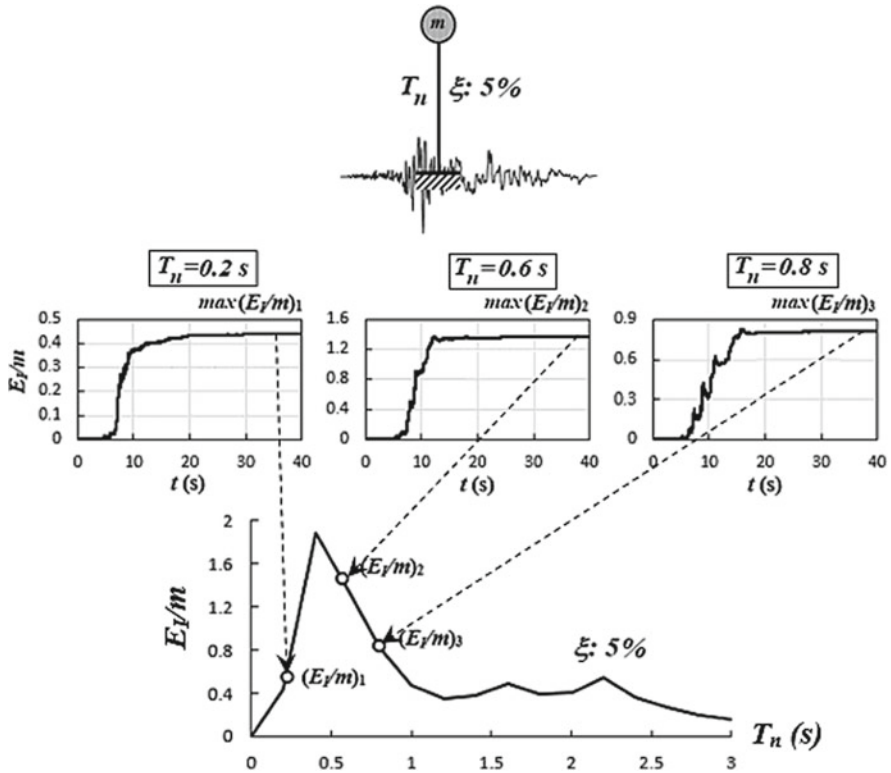 m
T_n ξ: 5%
T_n=0.2 s
T_n=0.6 s
T_n=0.8 s
max(E_I/m)_1
max(E_I/m)_2
max(E_I/m)_3
E_I/m
0.5
0.4
0.3
0.2
0.1
0
0 10 20 30 40
t (s)
1.6
1.2
0.8
0.4
0
0 10 20 30 40
t (s)
0.9
0.6
0.3
0
0 10 20 30 40
t (s)
E_I/m
2
1.6
1.2
0.8
0.4
0
(E_I/m)_2
(E_I/m)_3
(E_I/m)_1
ξ: 5%
0 0.5 1 1.5 2 2.5 3
T_n (s)